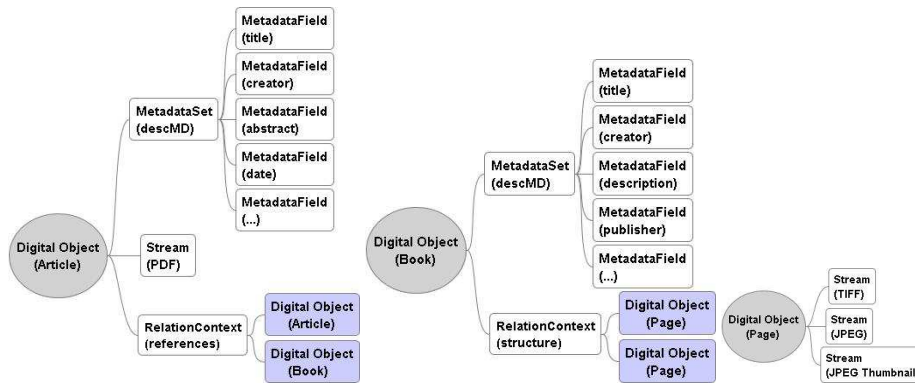 MetadataField
(title)
MetadataField
(creator)
MetadataSet
(descMD)
MetadataField
(abstract)
MetadataField
(date)
MetadataField
(...)
Digital Object
(Article)
Stream
(PDF)
RelationContext
(references)
Digital Object
(Article)
Digital Object
(Book)
MetadataField
(title)
MetadataField
(creator)
MetadataSet
(descMD)
MetadataField
(description)
MetadataField
(publisher)
MetadataField
(...)
Digital Object
(Book)
RelationContext
(structure)
Digital Object
(Page)
Digital Object
(Page)
Digital Object
(Page)
Stream
(TIFF)
Stream
(JPEG)
Stream
(JPEG Thumbnail